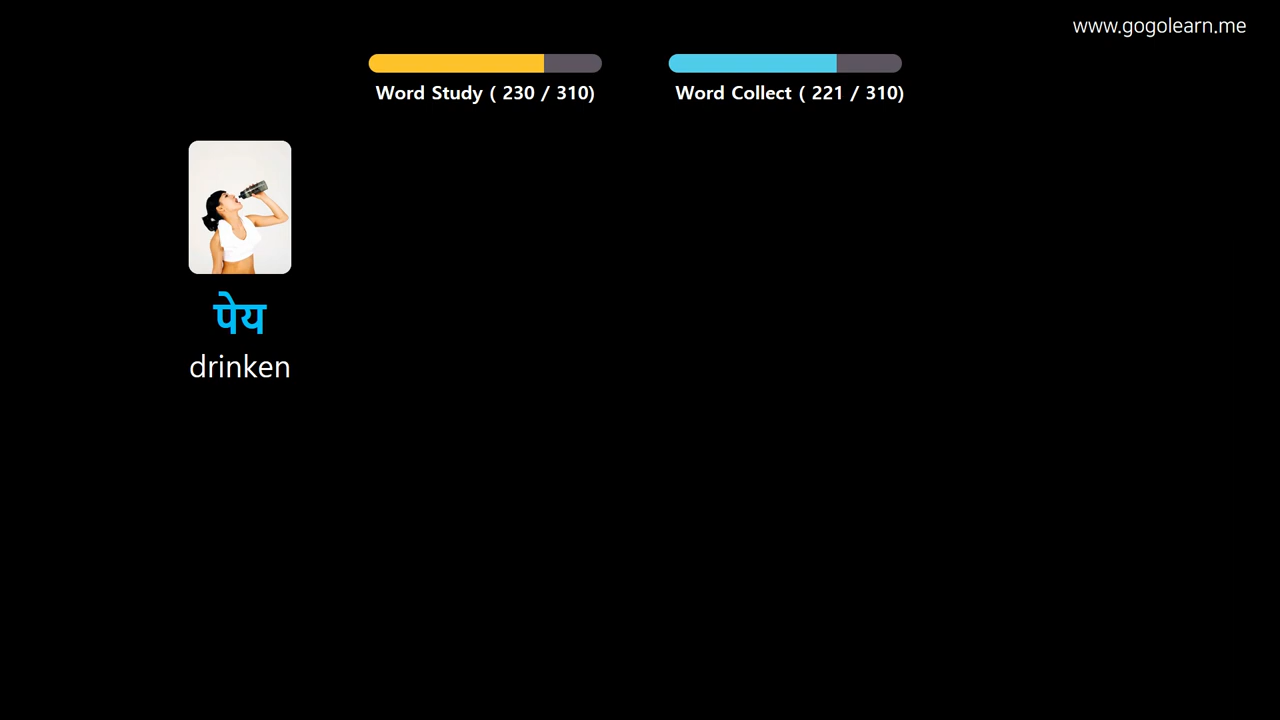 www.gogolearn.me
Word Study ( 230 / 310)
Word Collect ( 221 / 310)
पेय
drinken